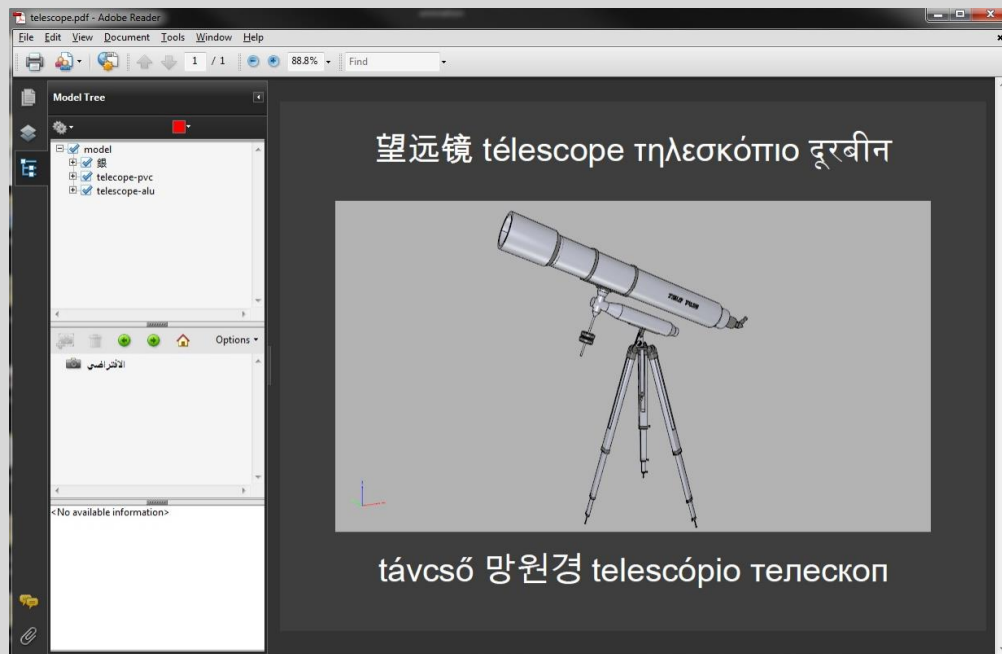 telescope.pdf - Adobe Reader
File Edit View Document Tools Window Help
1 / 1 88.8% Find
Model Tree
model
銀
telecope-pvc
telescope-alu
Options
الافتراضي
<No available information>
望远镜 télescope τηλεσκόπιο दूरबीन
távcső 망원경 telescópio телескоп